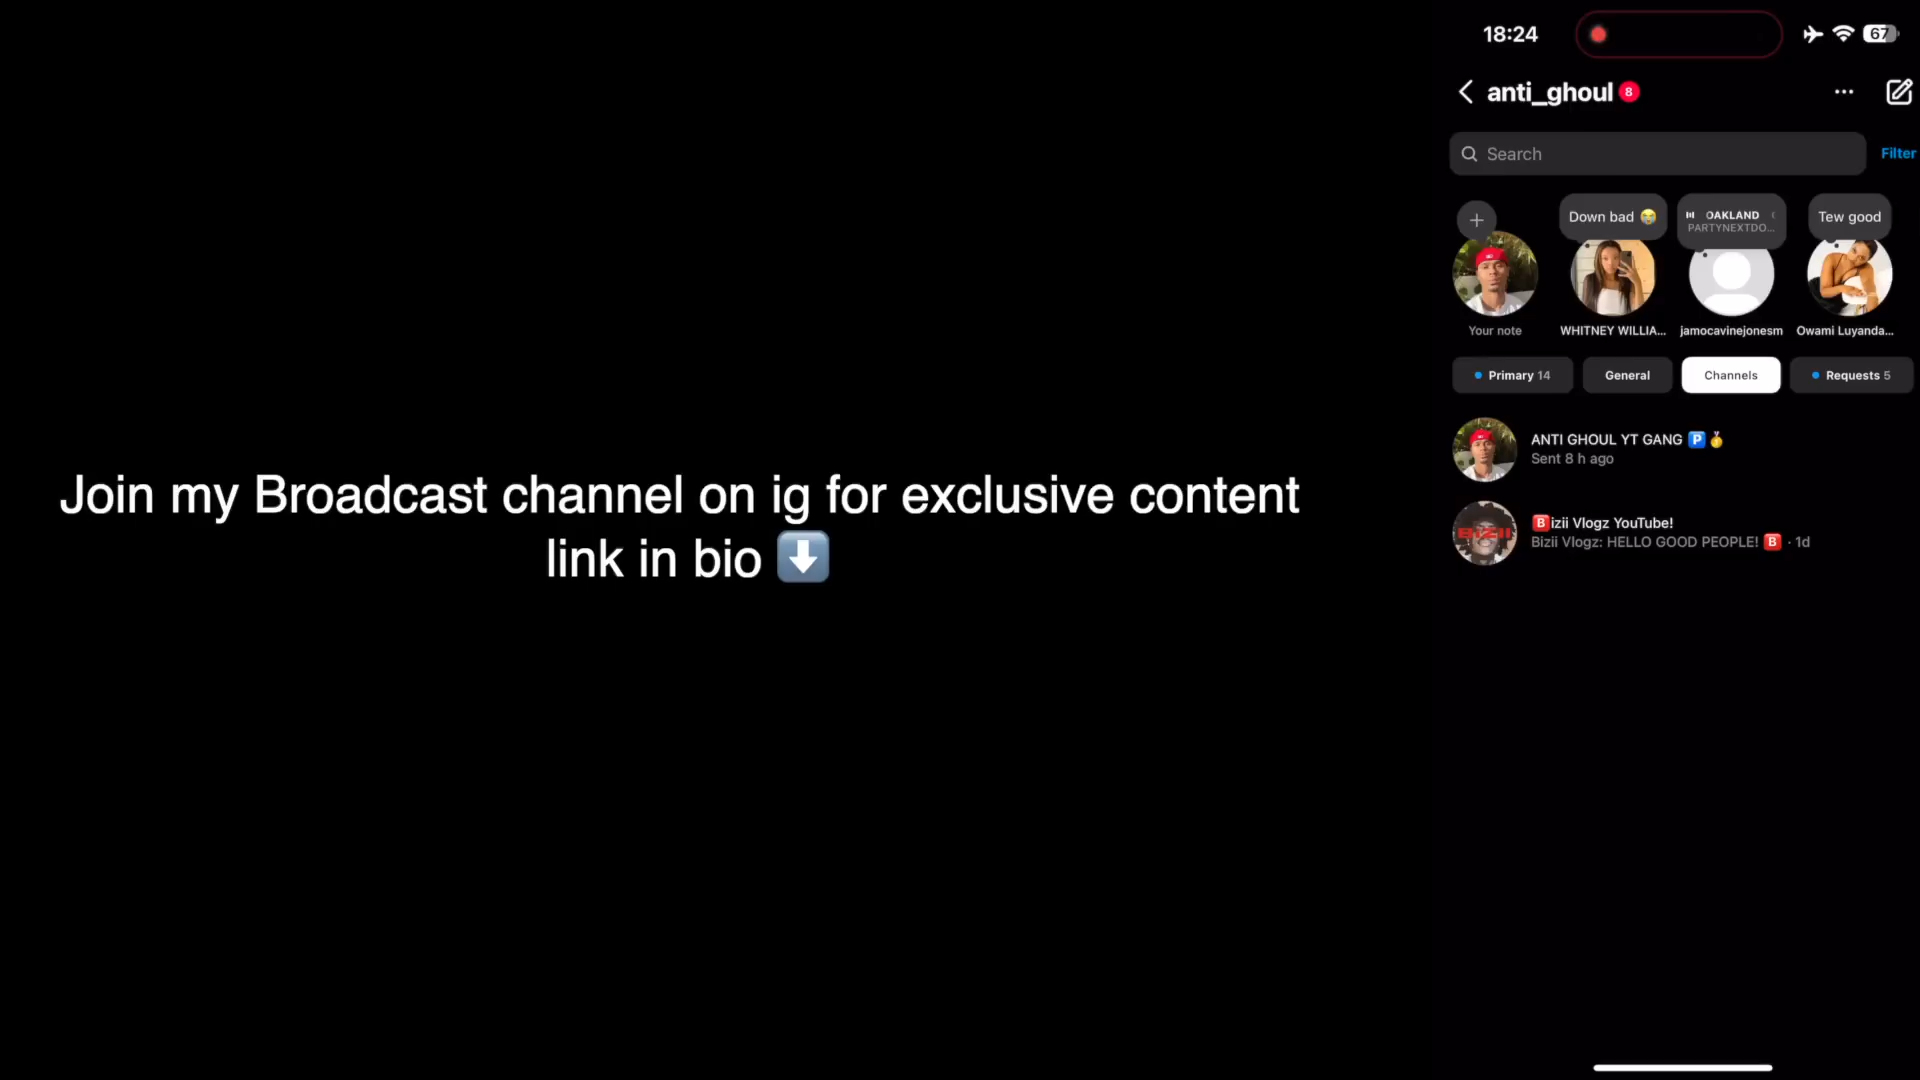 Join my Broadcast channel on ig for exclusive content
link in bio ⬇️
18:24
67
anti_ghoul 8
Search
Filter
Down bad 😭
OAKLAND
PARTYNEXTDO...
Tew good
Your note
WHITNEY WILLIA...
jamocavinejonesm
Owami Luyanda...
Primary 14
General
Channels
Requests 5
ANTI GHOUL YT GANG 🅿️🥇
Sent 8 h ago
🅱️izii Vlogz YouTube!
BIZII
Bizii Vlogz: HELLO GOOD PEOPLE! 🅱️ · 1d